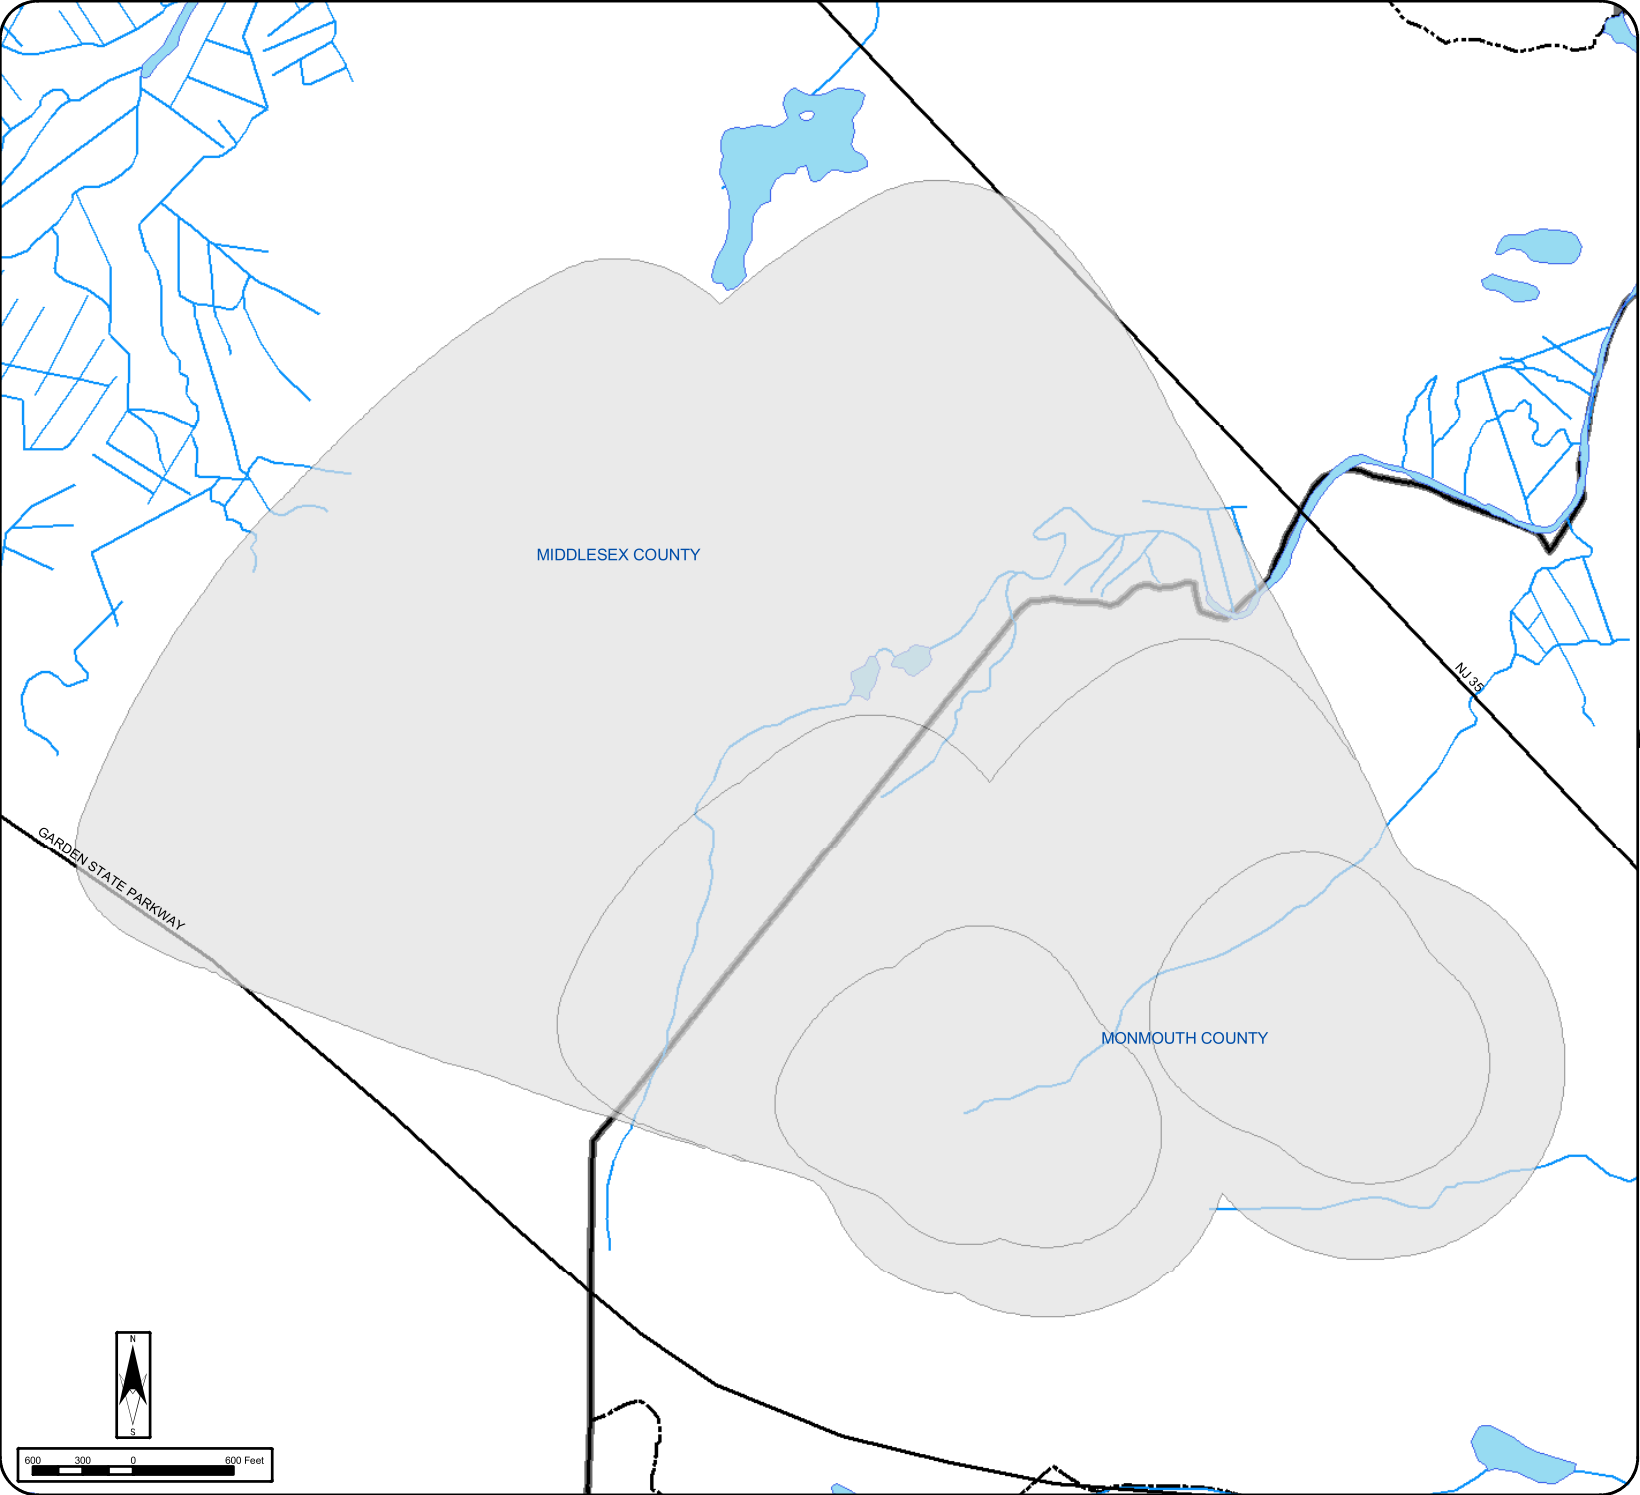 MIDDLESEX COUNTY
NJ 35
GARDEN STATE PARKWAY
MONMOUTH COUNTY
N
S
600 300 0 600 Feet